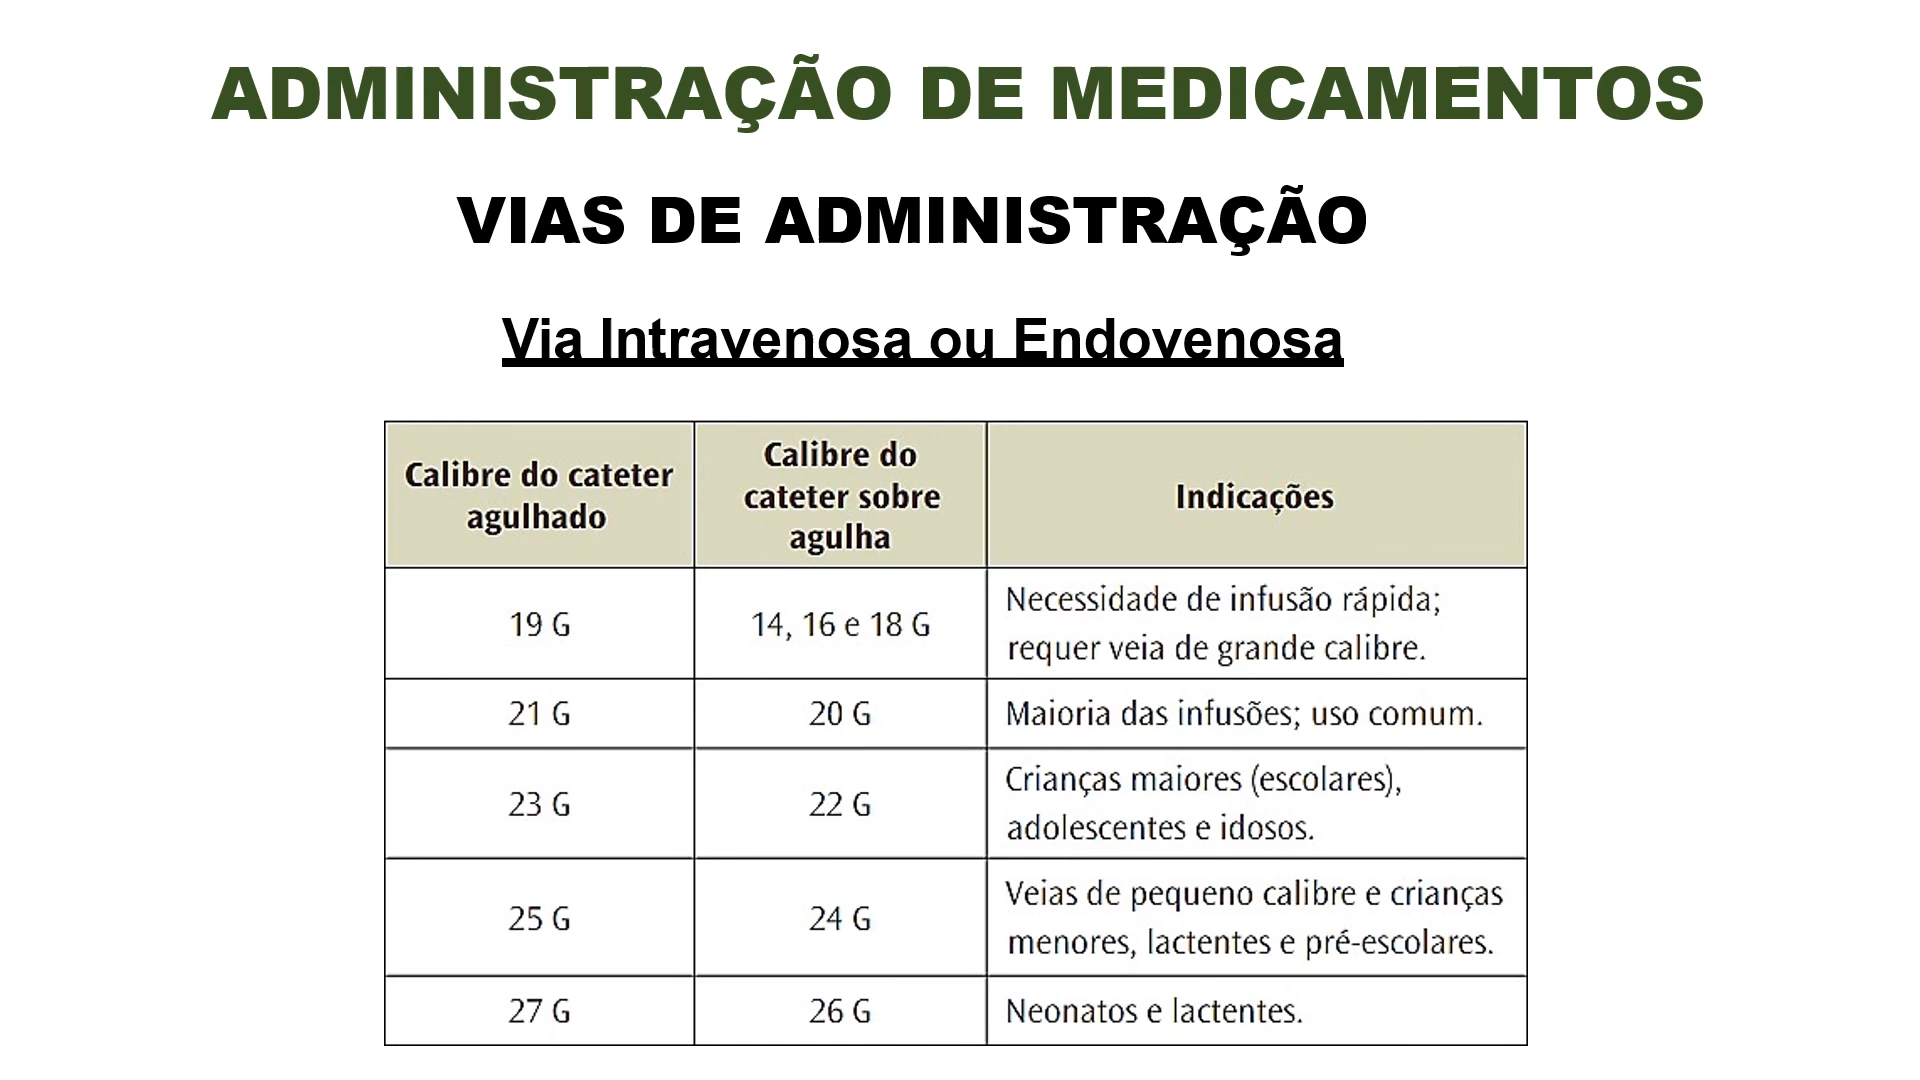 ADMINISTRAÇÃO DE MEDICAMENTOS
VIAS DE ADMINISTRAÇÃO
Via Intravenosa ou Endovenosa
Calibre do cateter
agulhado
Calibre do
cateter sobre
agulha
Indicações
19 G
14, 16 e 18 G
Necessidade de infusão rápida;
requer veia de grande calibre.
21 G
20 G
Maioria das infusões; uso comum.
23 G
22 G
Crianças maiores (escolares),
adolescentes e idosos.
25 G
24 G
Veias de pequeno calibre e crianças
menores, lactentes e pré-escolares.
27 G
26 G
Neonatos e lactentes.